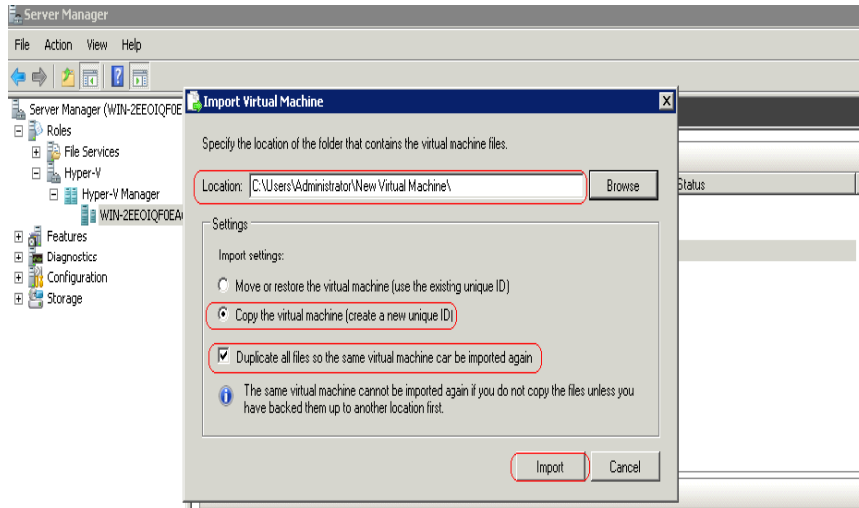 Server Manager
File Action View Help
Server Manager (WIN-2EEOIQF0E
Roles
File Services
Hyper-V
Hyper-V Manager
WIN-2EEOIQF0EA
Features
Diagnostics
Configuration
Storage
Import Virtual Machine
Specify the location of the folder that contains the virtual machine files.
Location: C:\Users\Administrator\New Virtual Machine\ Browse
Settings
Import settings:
Move or restore the virtual machine (use the existing unique ID)
Copy the virtual machine (create a new unique ID)
Duplicate all files so the same virtual machine can be imported again
The same virtual machine cannot be imported again if you do not copy the files unless you
have backed them up to another location first.
Import Cancel
Status